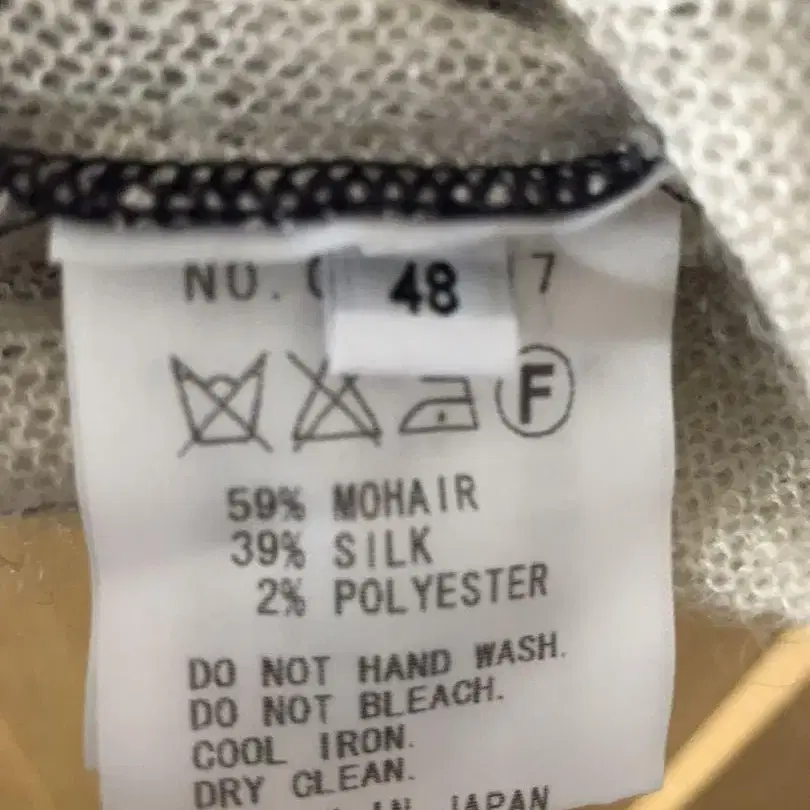 NO.
48
7
F
59% MOHAIR
39% SILK
2% POLYESTER
DO NOT HAND WASH.
DO NOT BLEACH.
COOL IRON.
DRY CLEAN.
IN JAPAN